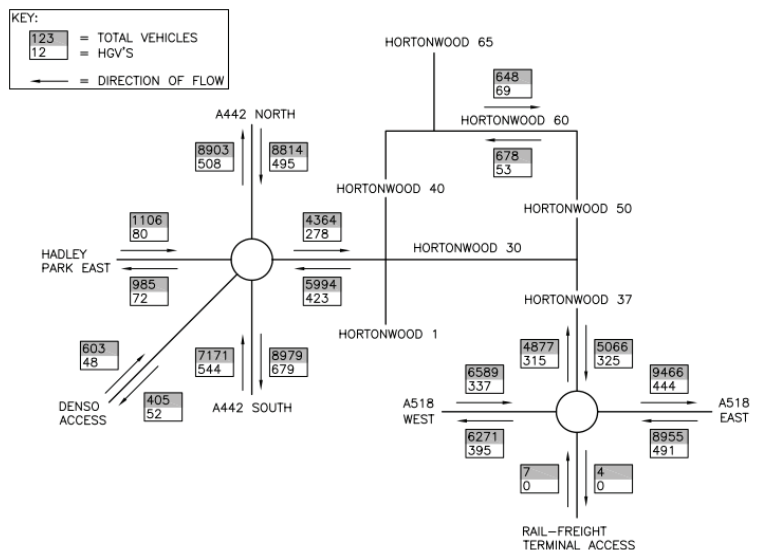 KEY:
123 = TOTAL VEHICLES
12 = HGV'S
= DIRECTION OF FLOW
HORTONWOOD 65
648
69
HORTONWOOD 60
678
53
A442 NORTH
8903
508
8814
495
HORTONWOOD 40
HORTONWOOD 50
1106
80
4364
278
HADLEY
PARK EAST
HORTONWOOD 30
985
72
5994
423
HORTONWOOD 37
HORTONWOOD 1
603
48
7171
544
8979
679
4877
315
5066
325
6589
337
9466
444
405
52
DENSO
ACCESS
A442 SOUTH
A518
WEST
A518
EAST
6271
395
8955
491
7
0
4
0
RAIL-FREIGHT
TERMINAL ACCESS